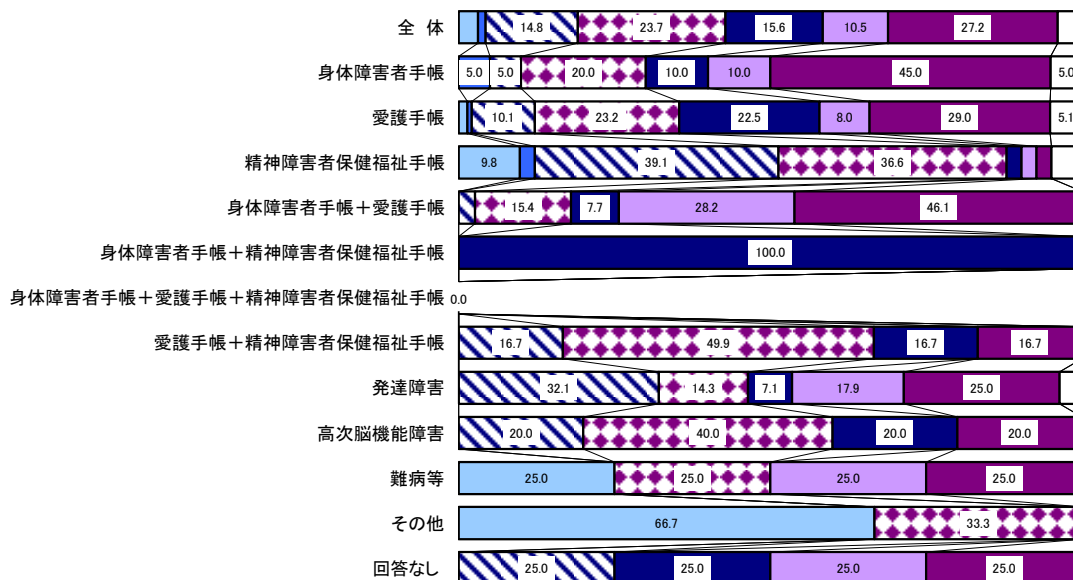 全 体 14.8 23.7 15.6 10.5 27.2
身体障害者手帳 5.0 5.0 20.0 10.0 10.0 45.0 5.0
愛護手帳 10.1 23.2 22.5 8.0 29.0 5.1
精神障害者保健福祉手帳 9.8 39.1 36.6
身体障害者手帳＋愛護手帳 15.4 7.7 28.2 46.1
身体障害者手帳＋精神障害者保健福祉手帳 100.0
身体障害者手帳＋愛護手帳＋精神障害者保健福祉手帳 0.0
愛護手帳＋精神障害者保健福祉手帳 16.7 49.9 16.7 16.7
発達障害 32.1 14.3 7.1 17.9 25.0
高次脳機能障害 20.0 40.0 20.0 20.0
難病等 25.0 25.0 25.0 25.0
その他 66.7 33.3
回答なし 25.0 25.0 25.0 25.0